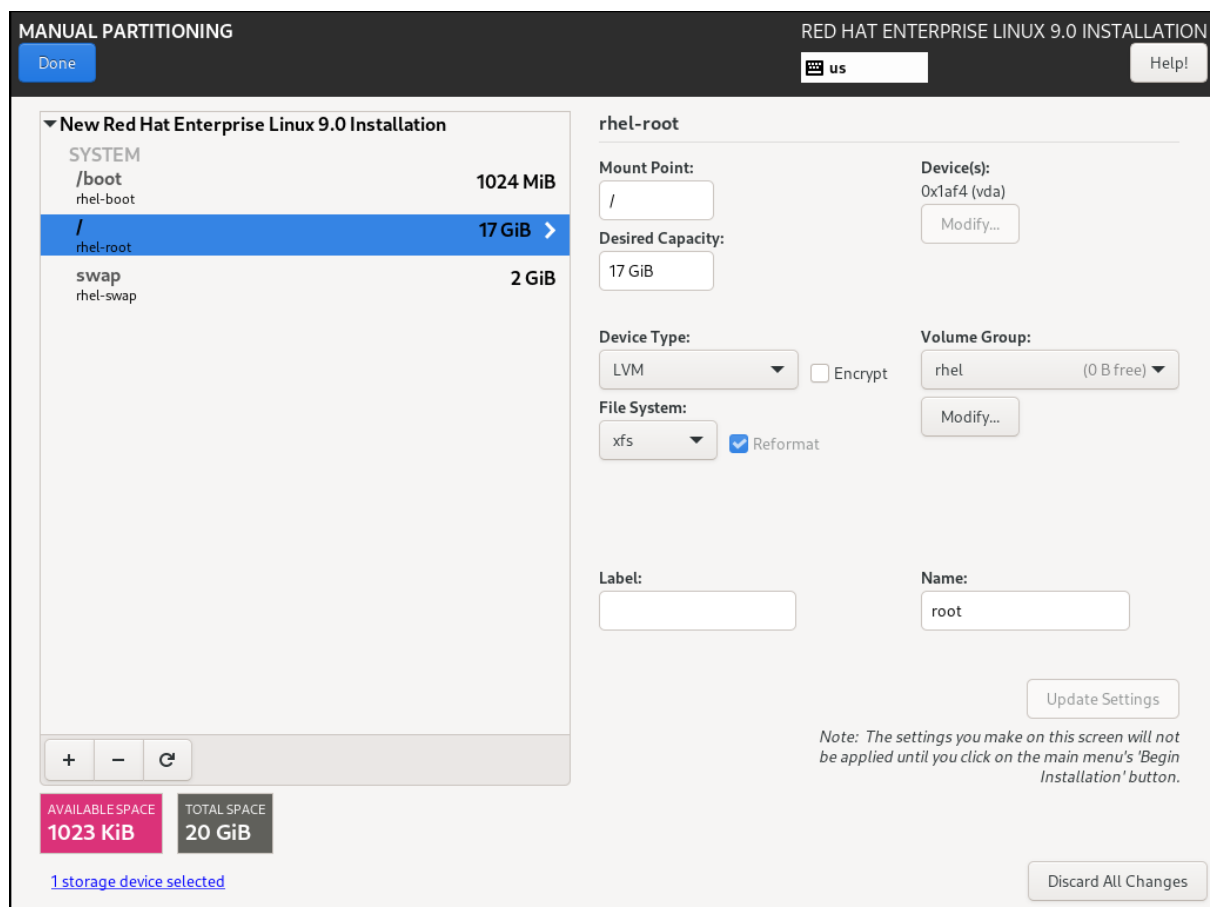 MANUAL PARTITIONING
RED HAT ENTERPRISE LINUX 9.0 INSTALLATION
Done
us
Help!
New Red Hat Enterprise Linux 9.0 Installation
SYSTEM
/boot
1024 MiB
rhel-boot
/
17 GiB
rhel-root
swap
2 GiB
rhel-swap
+
−
AVAILABLE SPACE
1023 KiB
TOTAL SPACE
20 GiB
1 storage device selected
rhel-root
Mount Point:
/
Device(s):
0x1af4 (vda)
Modify...
Desired Capacity:
17 GiB
Device Type:
LVM
Encrypt
Volume Group:
rhel (0 B free)
Modify...
File System:
xfs
Reformat
Label:
Name:
root
Update Settings
Note: The settings you make on this screen will not
be applied until you click on the main menu's 'Begin
Installation' button.
Discard All Changes